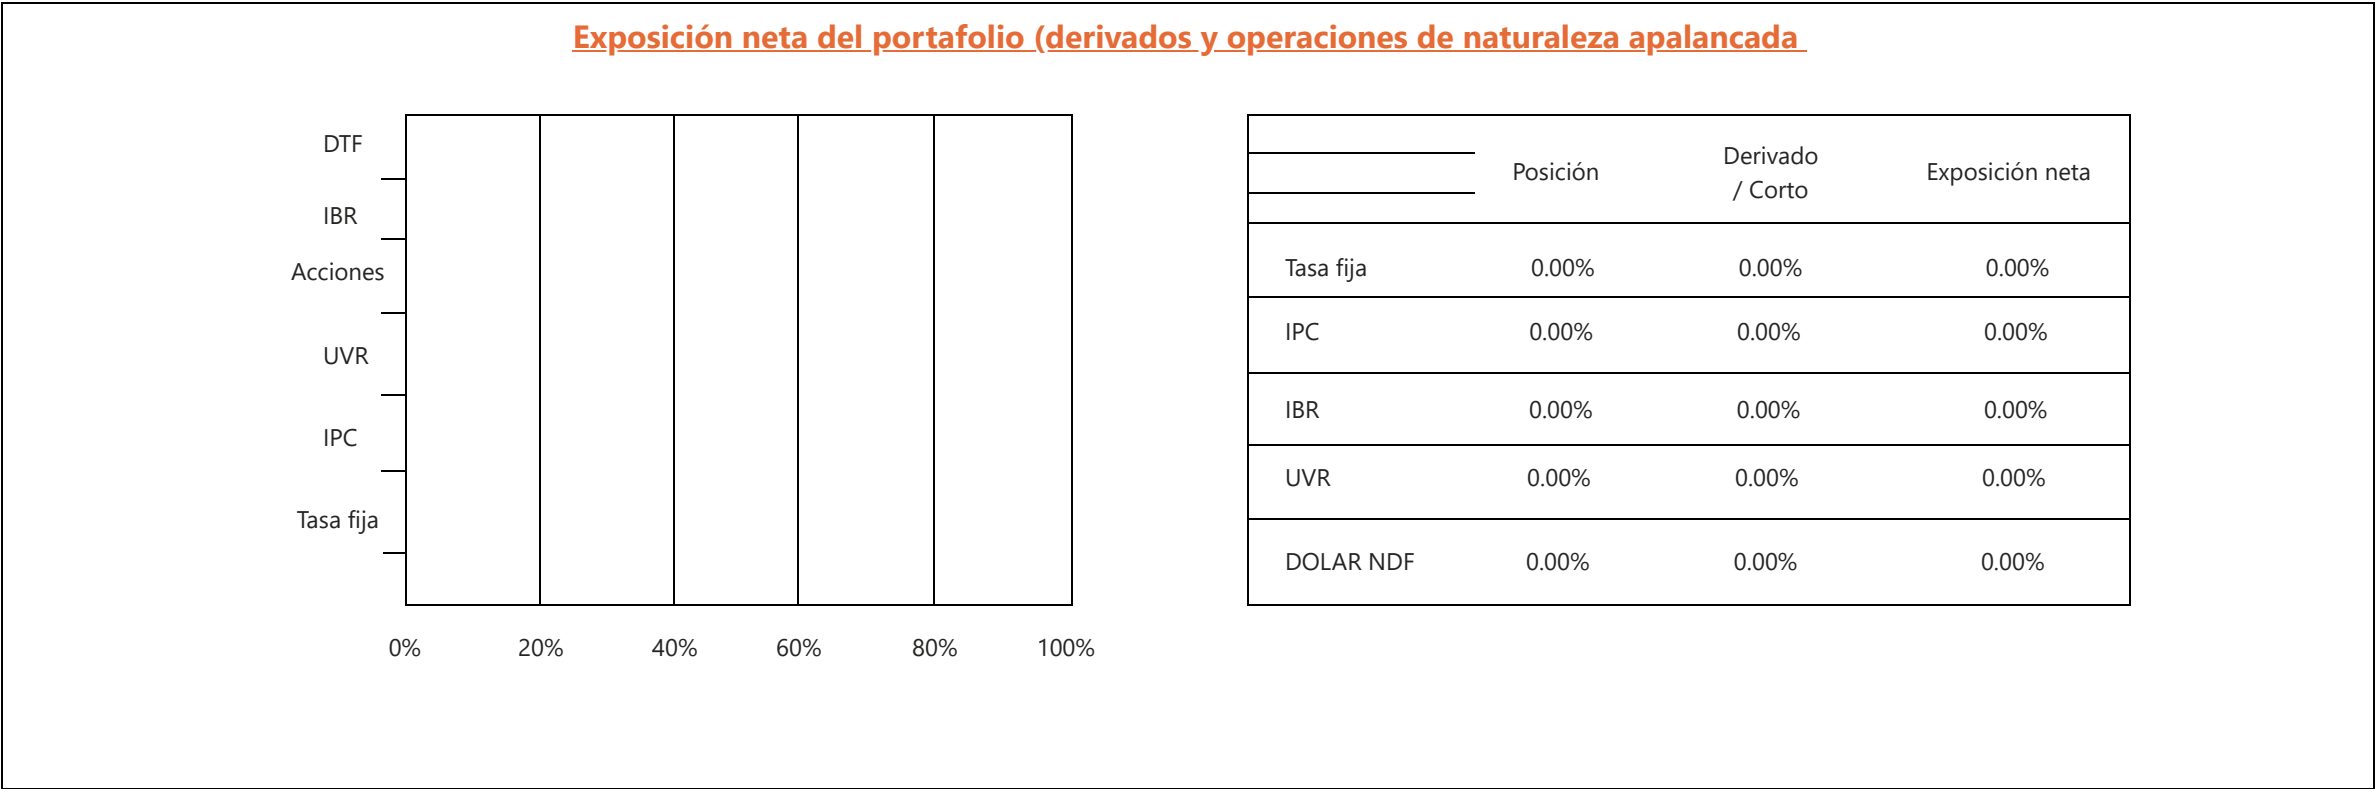 Exposición neta del portafolio (derivados y operaciones de naturaleza apalancada
DTF
IBR
Acciones
UVR
IPC
Tasa fija
0% 20% 40% 60% 80% 100%
Posición Derivado / Corto Exposición neta
Tasa fija 0.00% 0.00% 0.00%
IPC 0.00% 0.00% 0.00%
IBR 0.00% 0.00% 0.00%
UVR 0.00% 0.00% 0.00%
DOLAR NDF 0.00% 0.00% 0.00%